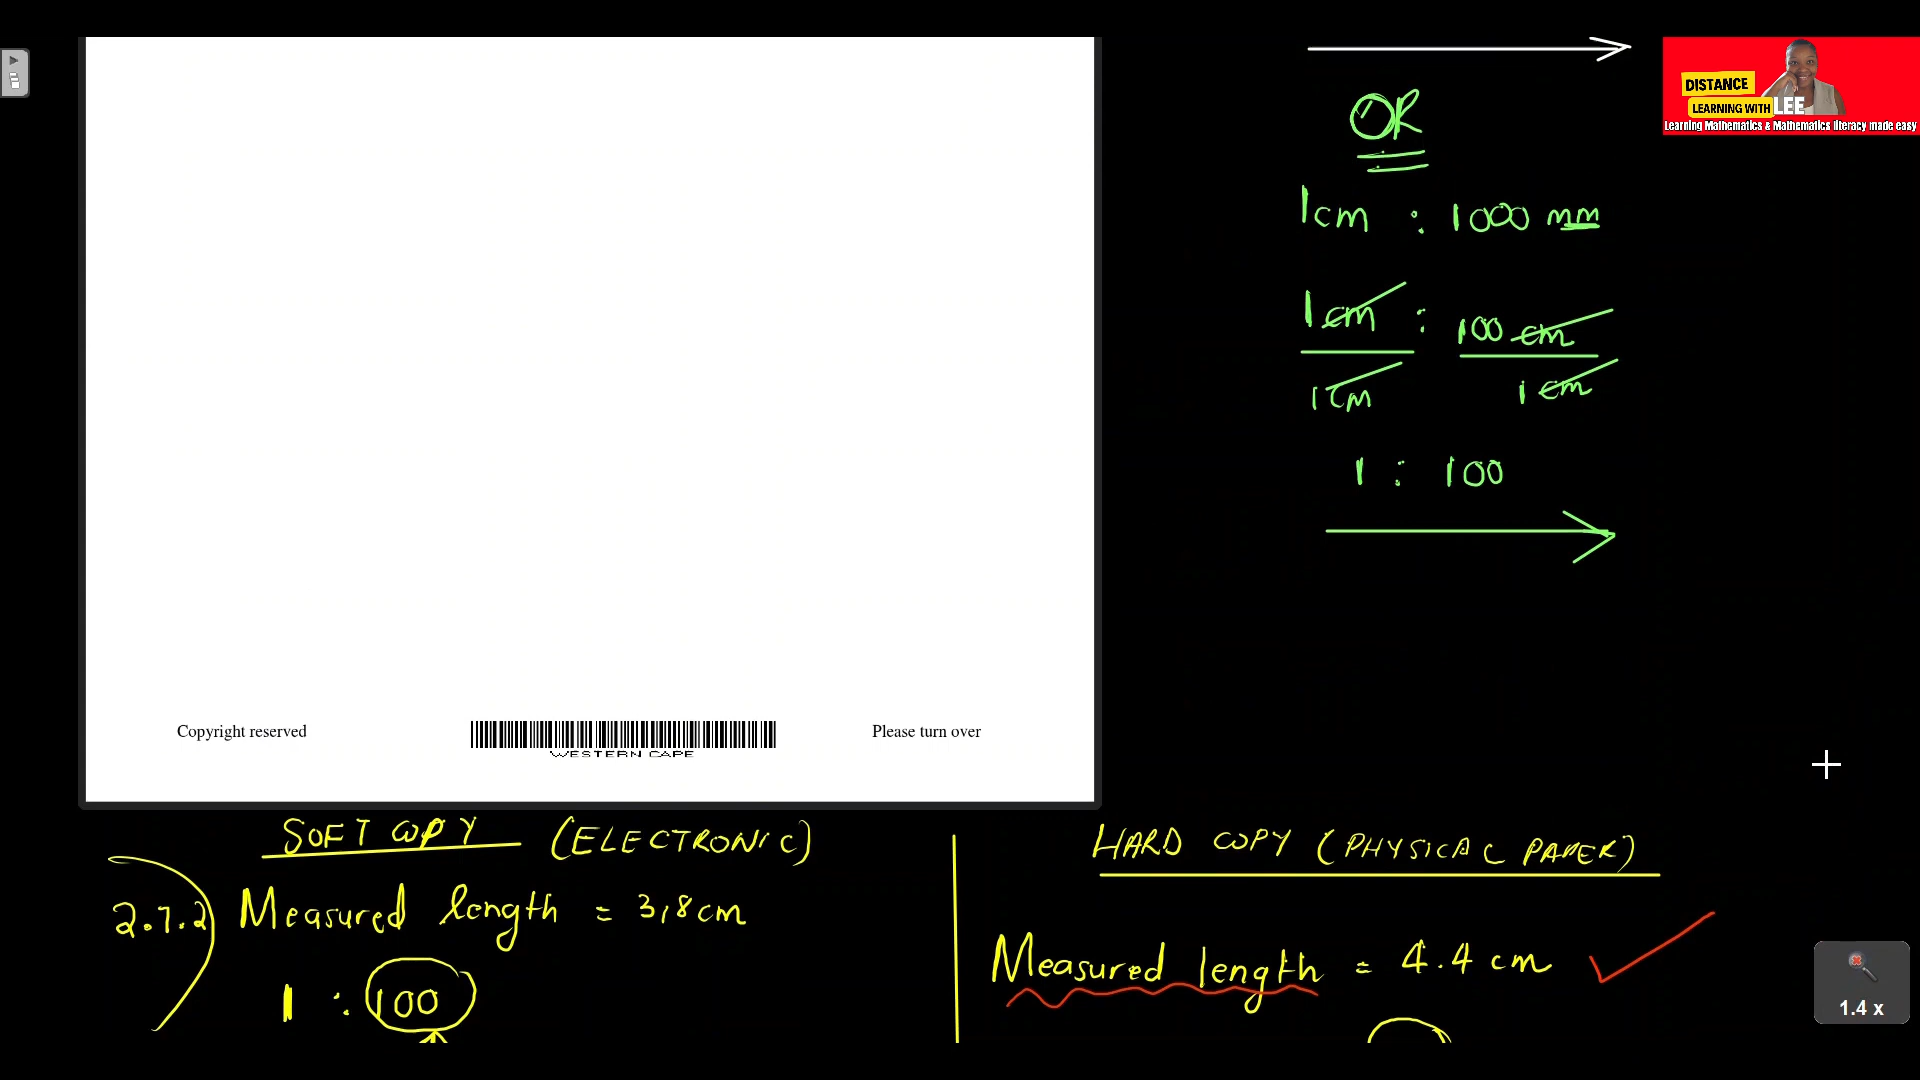 DISTANCE
LEARNING WITH LEE
Learning Mathematics & Mathematics literacy made easy
OR
1cm : 1000 mm
1cm : 100 cm
1cm 1cm
1 : 100
Copyright reserved
WESTERN CAPE
Please turn over
SOFT COPY (ELECTRONIC)
2.7.2) Measured length = 3,8cm
1 : 100
HARD COPY (PHYSICAL PAPER)
Measured length = 4.4 cm
1.4 x